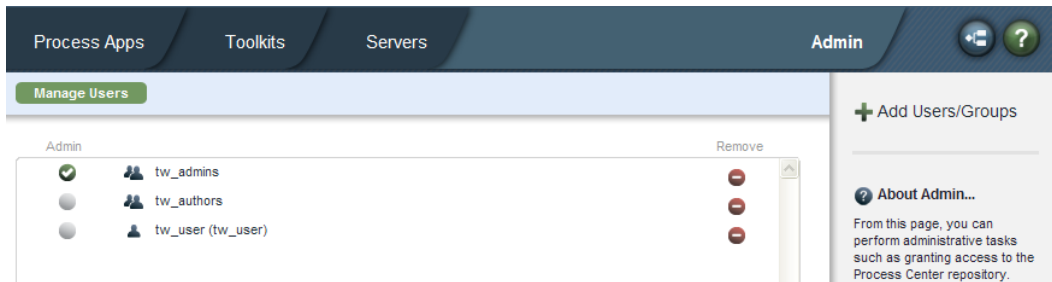 Process Apps Toolkits Servers Admin ?
Manage Users
Add Users/Groups
Admin Remove
tw_admins
tw_authors
tw_user (tw_user)
? About Admin...
From this page, you can
perform administrative tasks
such as granting access to the
Process Center repository.